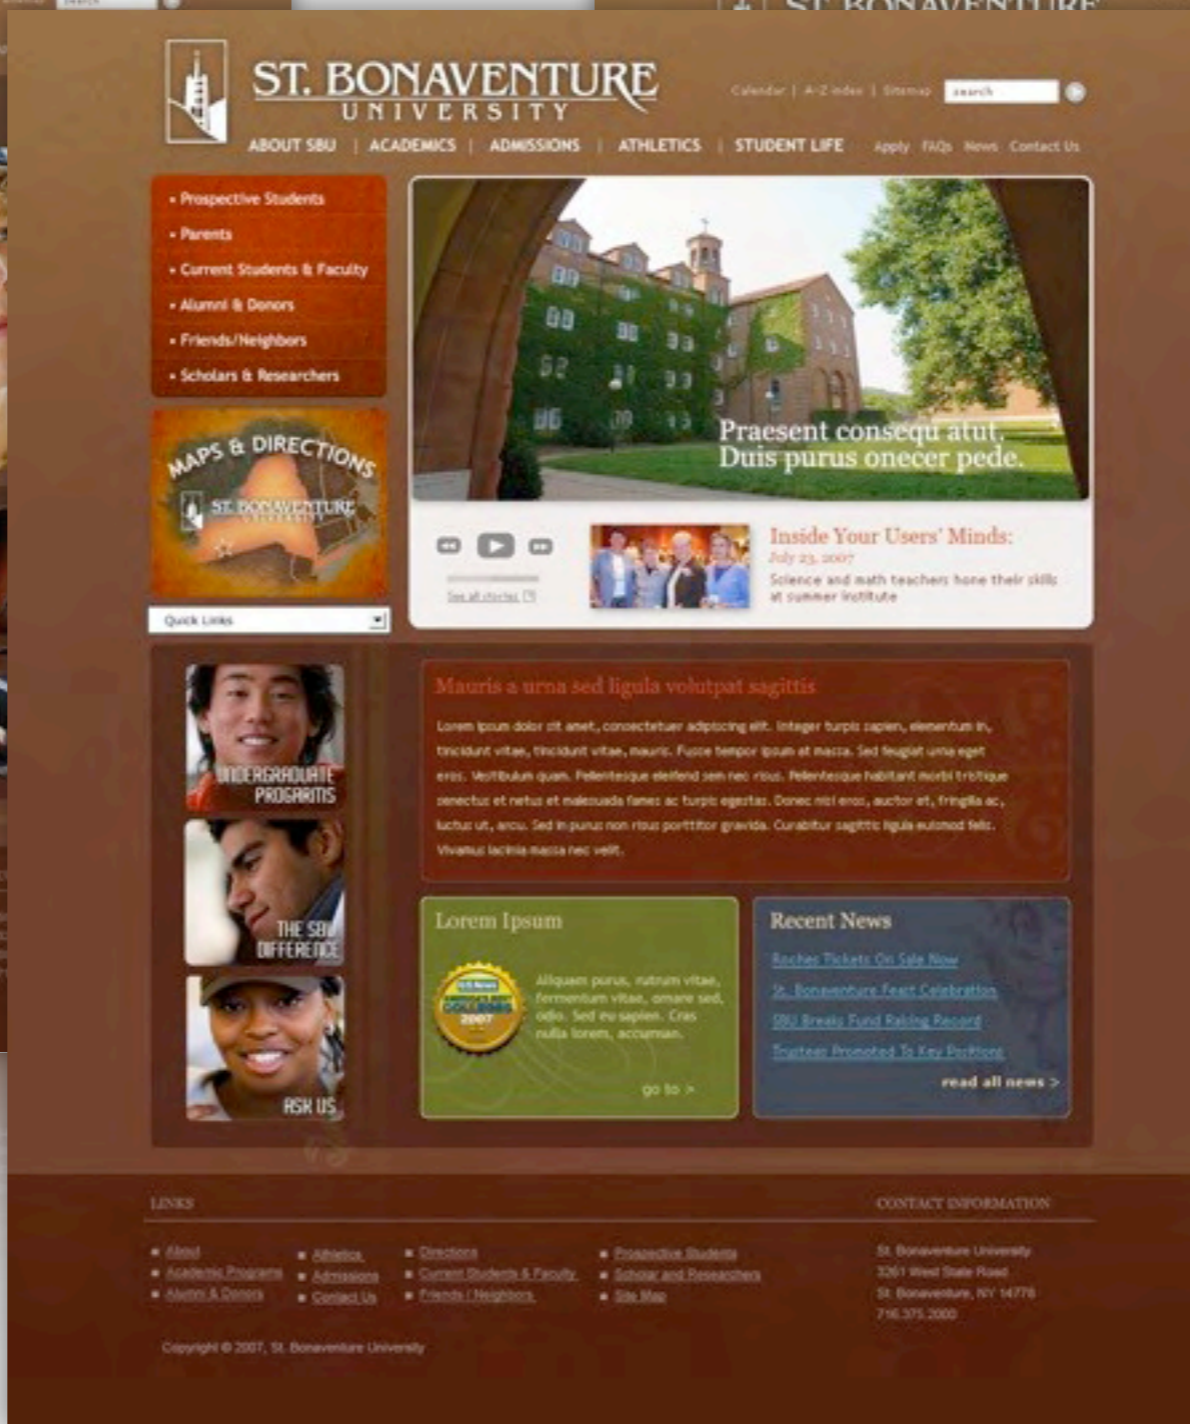 search
ST. BONAVENTURE
ST. BONAVENTURE
UNIVERSITY
Calendar | A-Z index | Sitemap
search
ABOUT SBU | ACADEMICS | ADMISSIONS | ATHLETICS | STUDENT LIFE
Apply FAQs News Contact Us
Prospective Students
Parents
Current Students & Faculty
Alumni & Donors
Friends/Neighbors
Scholars & Researchers
Praesent consequ atut,
Duis purus onecer pede.
MAPS & DIRECTIONS
ST. BONAVENTURE
UNIVERSITY
Quick Links
See all stories
Inside Your Users' Minds:
July 23, 2007
Science and math teachers hone their skills
at summer institute
UNDERGRADUATE
PROGARITIS
THE SBU
DIFFERENCE
ASK US
Mauris a urna sed ligula volutpat sagittis
Lorem ipsum dolor sit amet, consectetuer adipiscing elit. Integer turpis sapien, elementum in,
tincidunt vitae, tincidunt vitae, mauris. Fusce tempor ipsum at massa. Sed feugiat urna eget
eros. Vestibulum quam. Pellentesque eleifend sem nec risus. Pellentesque habitant morbi tristique
senectus et netus et malesuada fames ac turpis egestas. Donec nisl eros, auctor et, fringilla ac,
luctus ut, arcu. Sed in purus non risus porttitor gravida. Curabitur sagittis ligula euismod felis.
Vivamus lacinia massa nec velit.
Lorem Ipsum
U.S. News
AMERICA'S BEST
COLLEGES
2007
Aliquam purus, rutrum vitae,
fermentum vitae, ornare sed,
odio. Sed eu sapien. Cras
nulla lorem, accuman.
go to >
Recent News
Roches Tickets On Sale Now
St. Bonaventure Feast Celebration
SBU Breaks Fund Raising Record
Trustees Promoted To Key Positions
read all news >
LINKS
About
Academic Programs
Alumni & Donors
Athletics
Admissions
Contact Us
Directions
Current Students & Faculty
Friends / Neighbors
Prospective Students
Scholar and Researchers
Site Map
CONTACT INFORMATION
St. Bonaventure University
3261 West State Road
St. Bonaventure, NY 14778
716.375.2000
Copyright © 2007, St. Bonaventure University